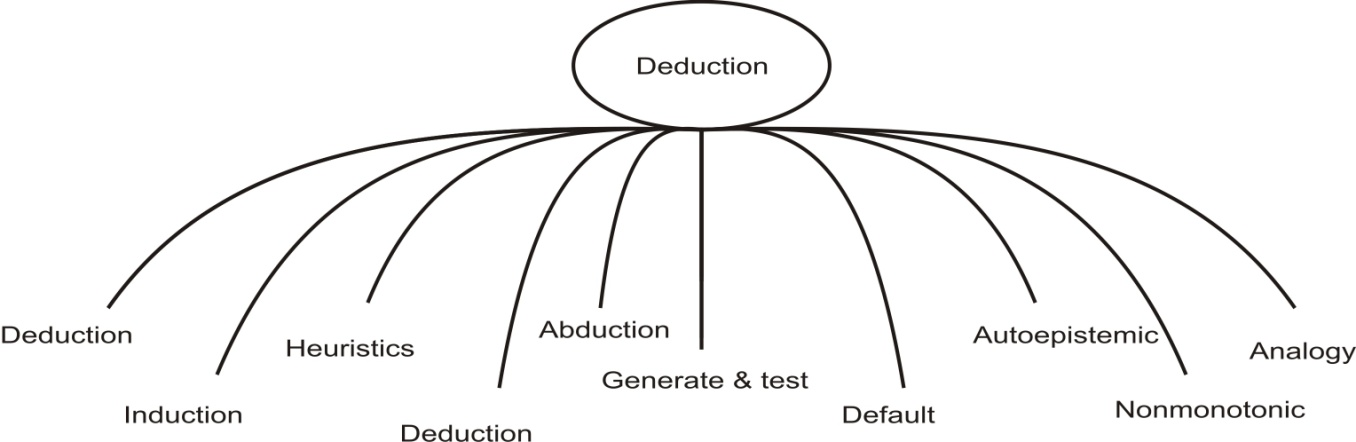 Deduction
Deduction
Induction
Heuristics
Deduction
Abduction
Generate & test
Default
Autoepistemic
Nonmonotonic
Analogy